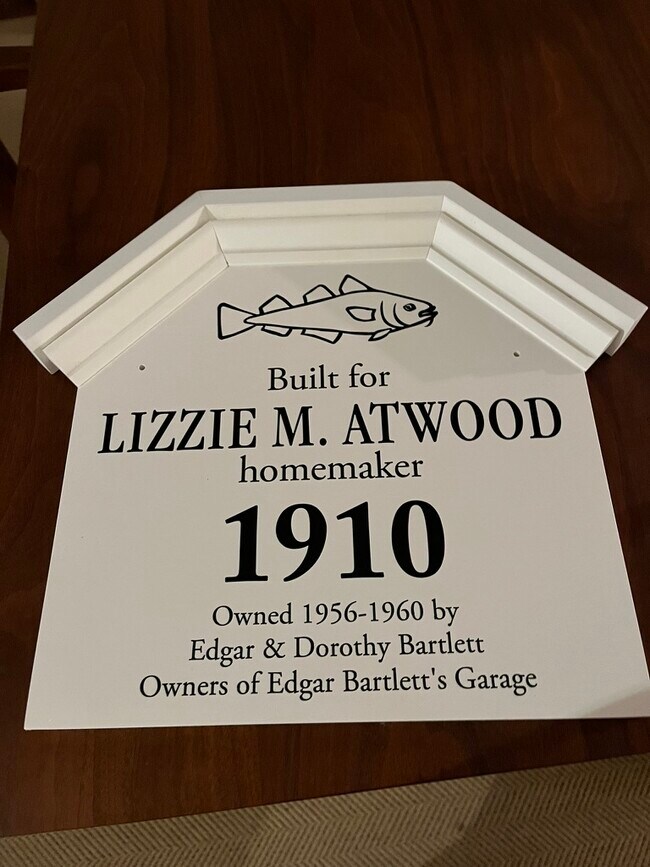 Built for
LIZZIE M. ATWOOD
homemaker
1910
Owned 1956-1960 by
Edgar & Dorothy Bartlett
Owners of Edgar Bartlett's Garage